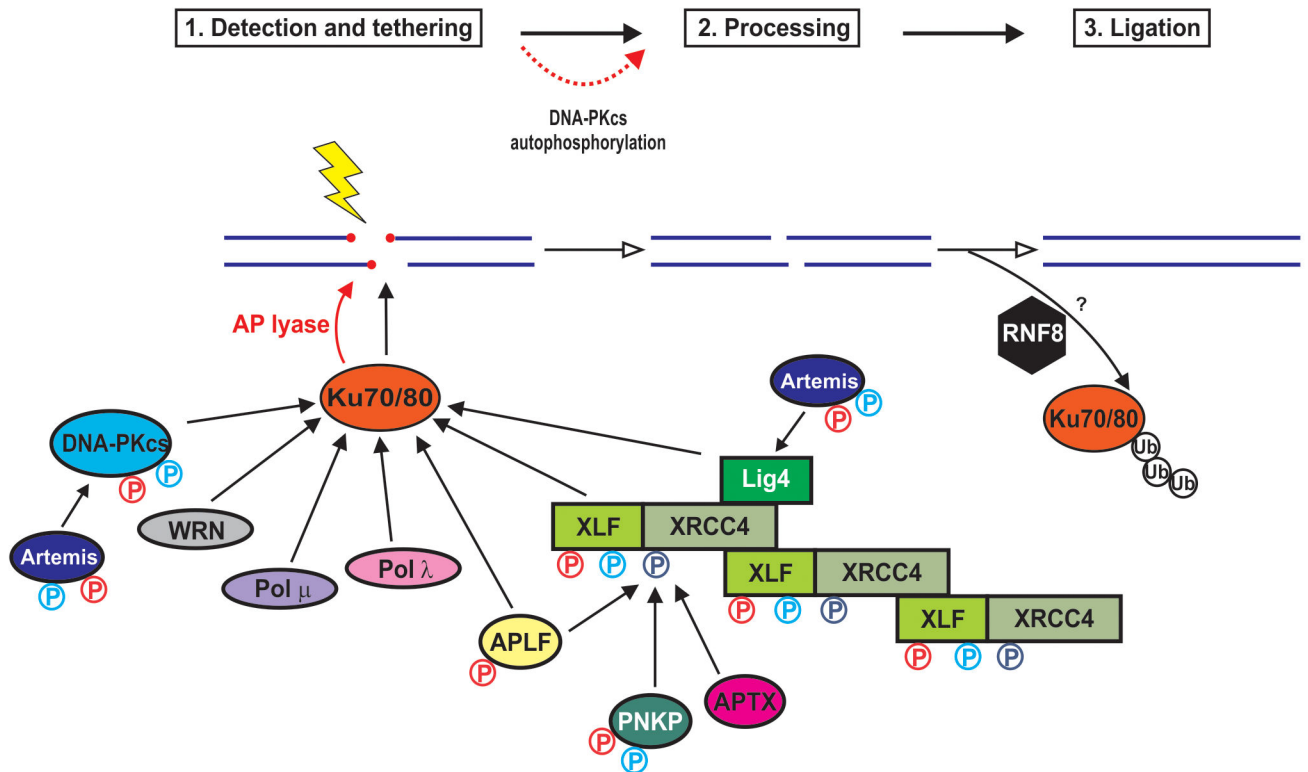 1. Detection and tethering
2. Processing
3. Ligation
DNA-PKcs
autophosphorylation
AP lyase
?
RNF8
Ku70/80
Artemis
P
P
Ku70/80
Ub
Ub
Ub
DNA-PKcs
P
P
Lig4
WRN
XLF
XRCC4
Artemis
P
P
P
P
P
Pol λ
Pol μ
XLF
XRCC4
P
P
P
APLF
P
XLF
XRCC4
P
P
P
PNKP
P
P
APTX